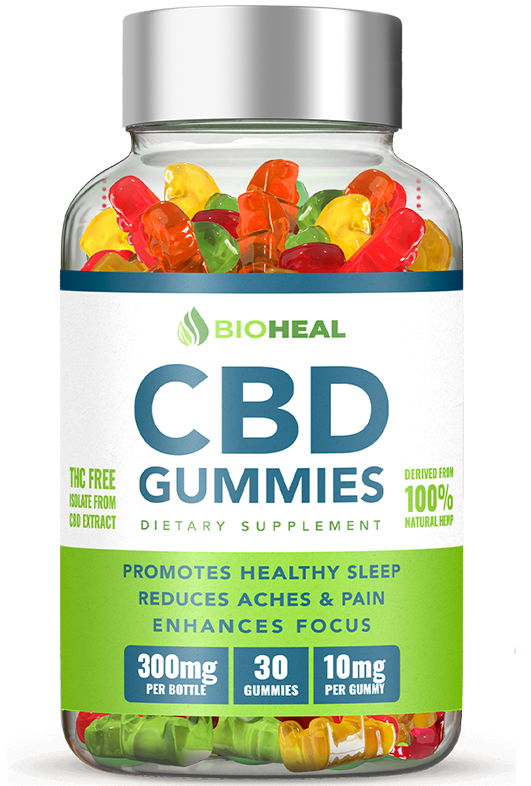 BIOHEAL
CBD
GUMMIES
DIETARY SUPPLEMENT
THC FREE
ISOLATE FROM
CBD EXTRACT
DERIVED FROM
100%
NATURAL HEMP
PROMOTES HEALTHY SLEEP
REDUCES ACHES & PAIN
ENHANCES FOCUS
300mg
PER BOTTLE
30
GUMMIES
10mg
PER GUMMY